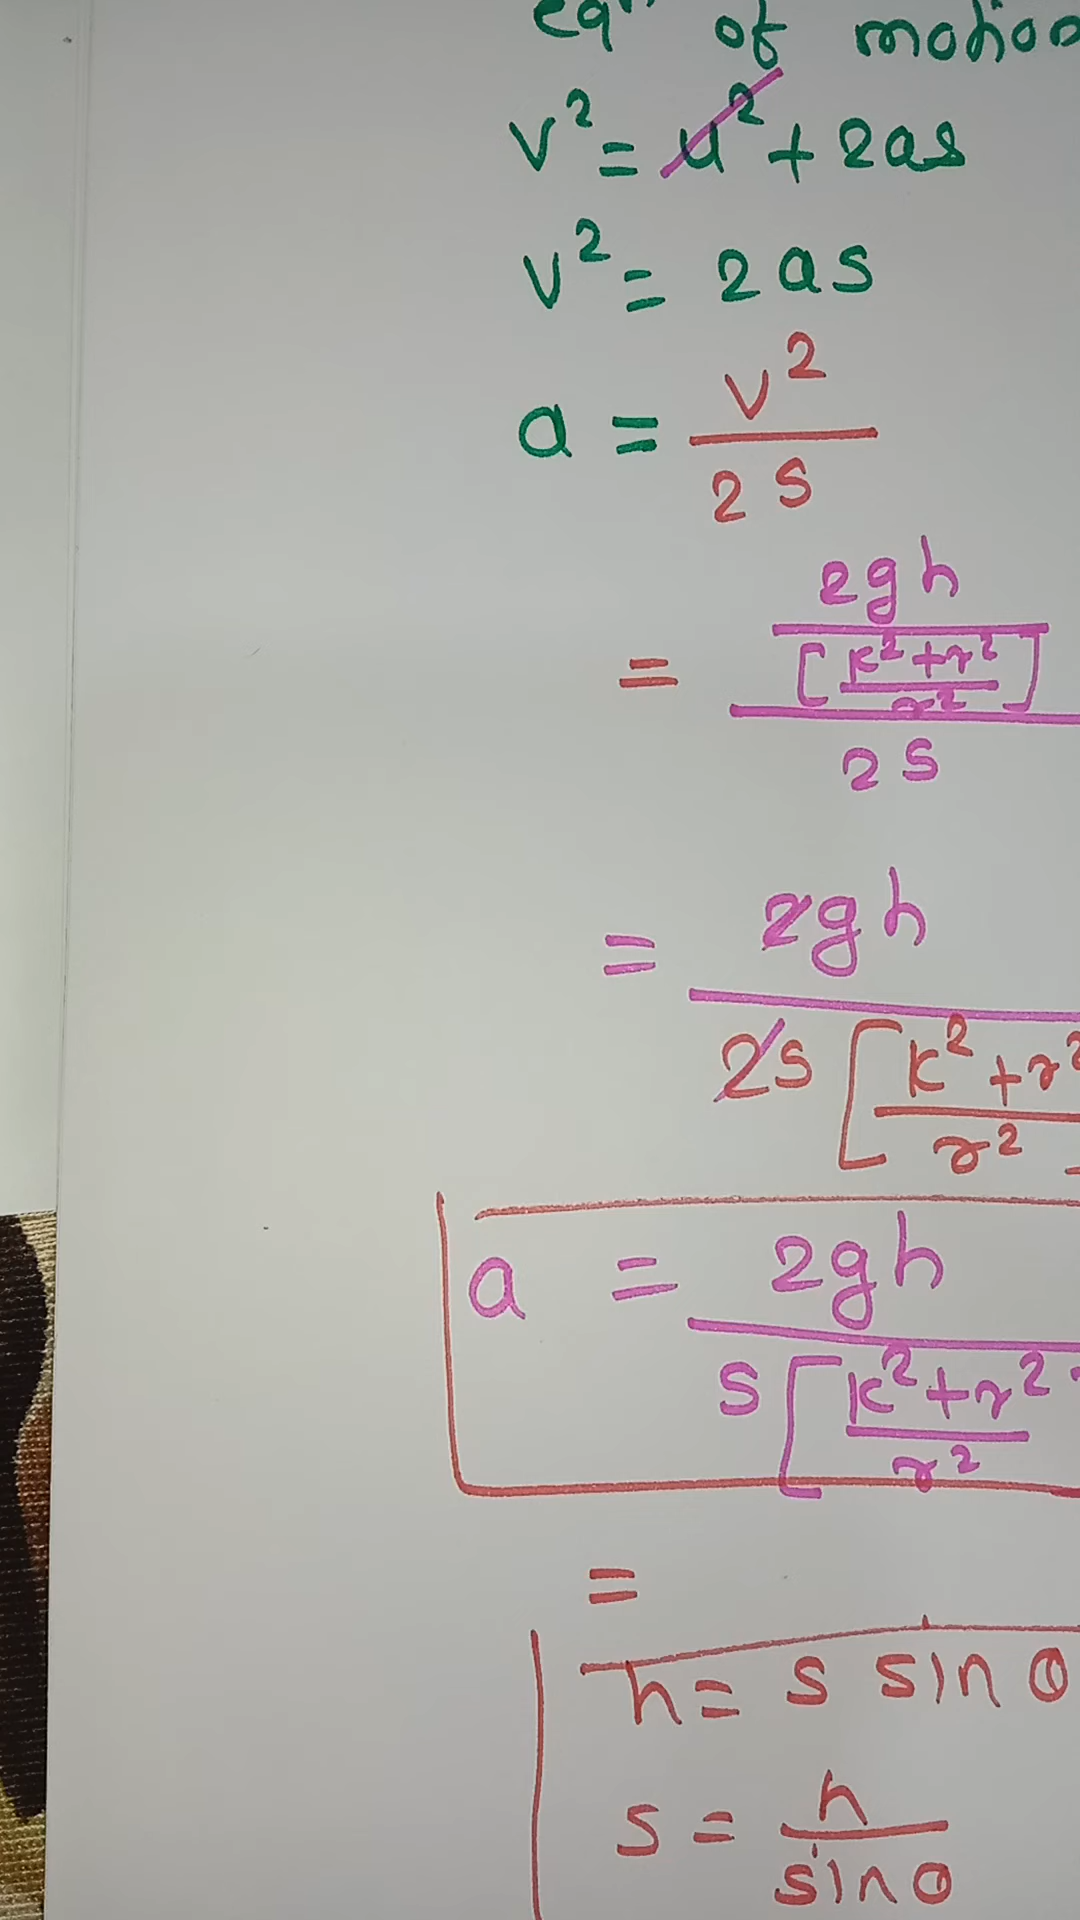 eqn of motion
v² = u² + 2as
v² = 2as
a = v² / 2s
= 2gh / [k²+r² / r²] / 2s
= 2gh / 2s [k²+r² / r²]
a = 2gh / s [k²+r² / r²
=
h = s sin θ
s = h / sin θ